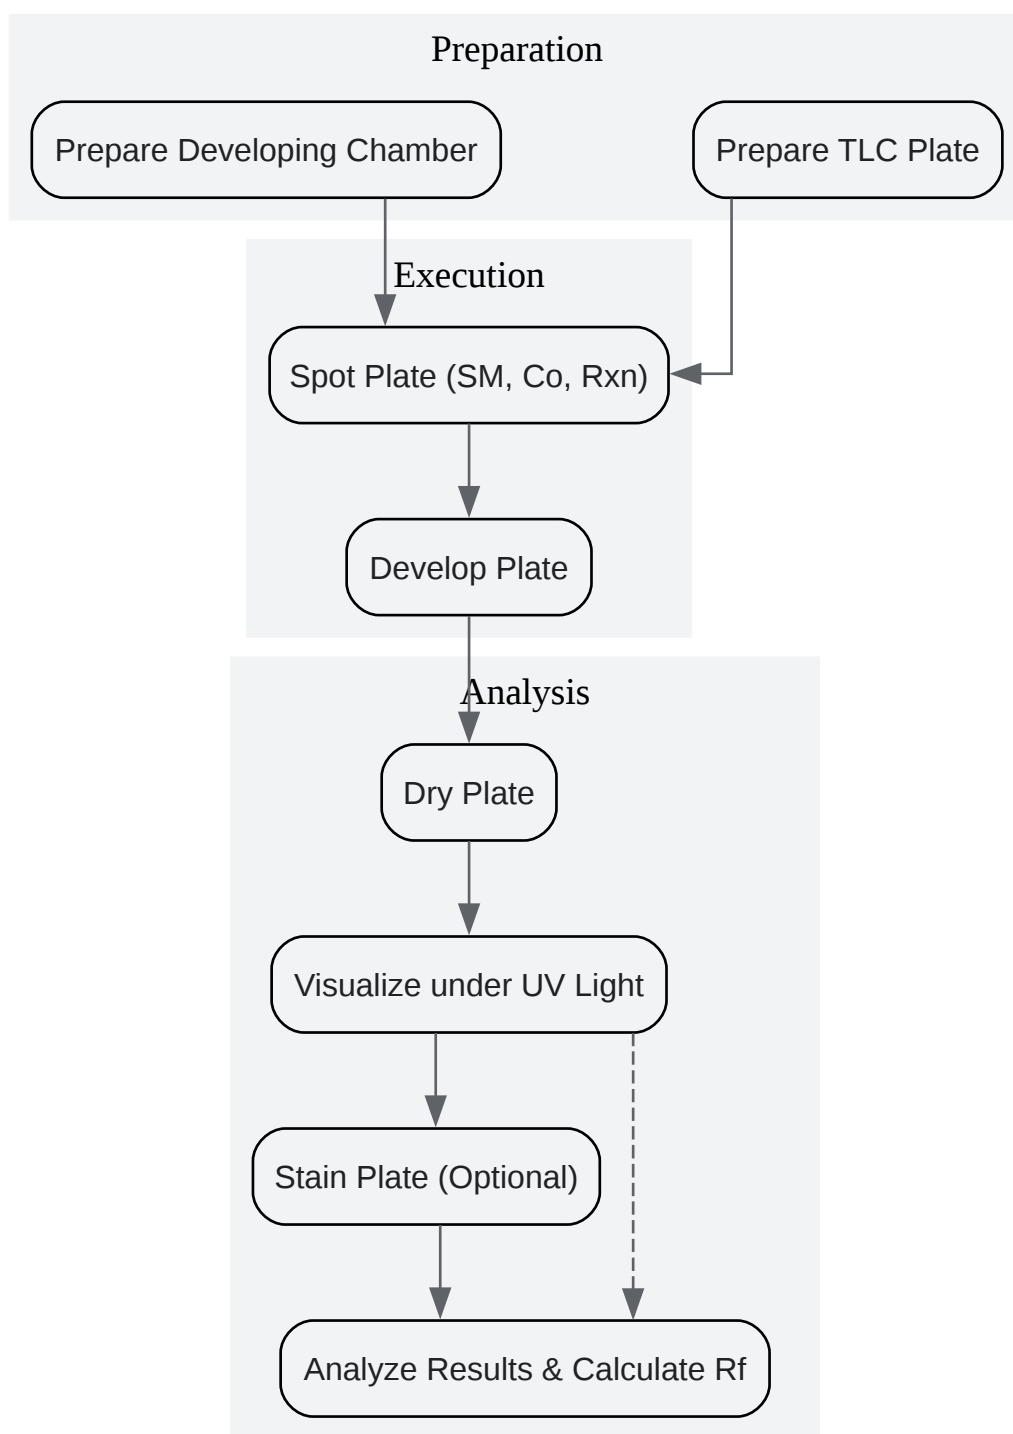 Preparation
Prepare Developing Chamber
Prepare TLC Plate
Execution
Spot Plate (SM, Co, Rxn)
Develop Plate
Analysis
Dry Plate
Visualize under UV Light
Stain Plate (Optional)
Analyze Results & Calculate Rf